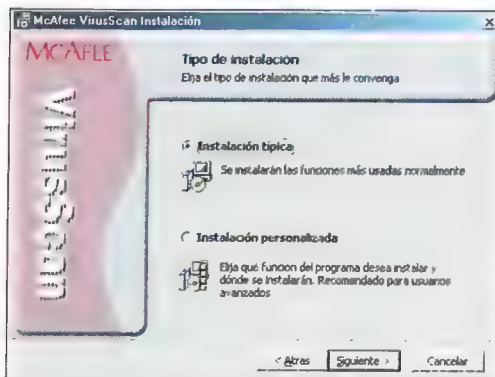 McAfee VirusScan Instalación
McAFEE
VirusScan
Tipo de instalación
Elija el tipo de instalación que más le convenga
Instalación típica
Se instalarán las funciones más usadas normalmente
Instalación personalizada
Elija qué función del programa desea instalar y
dónde se instalarán. Recomendado para usuarios
avanzados
< Atras
Siguiente >
Cancelar